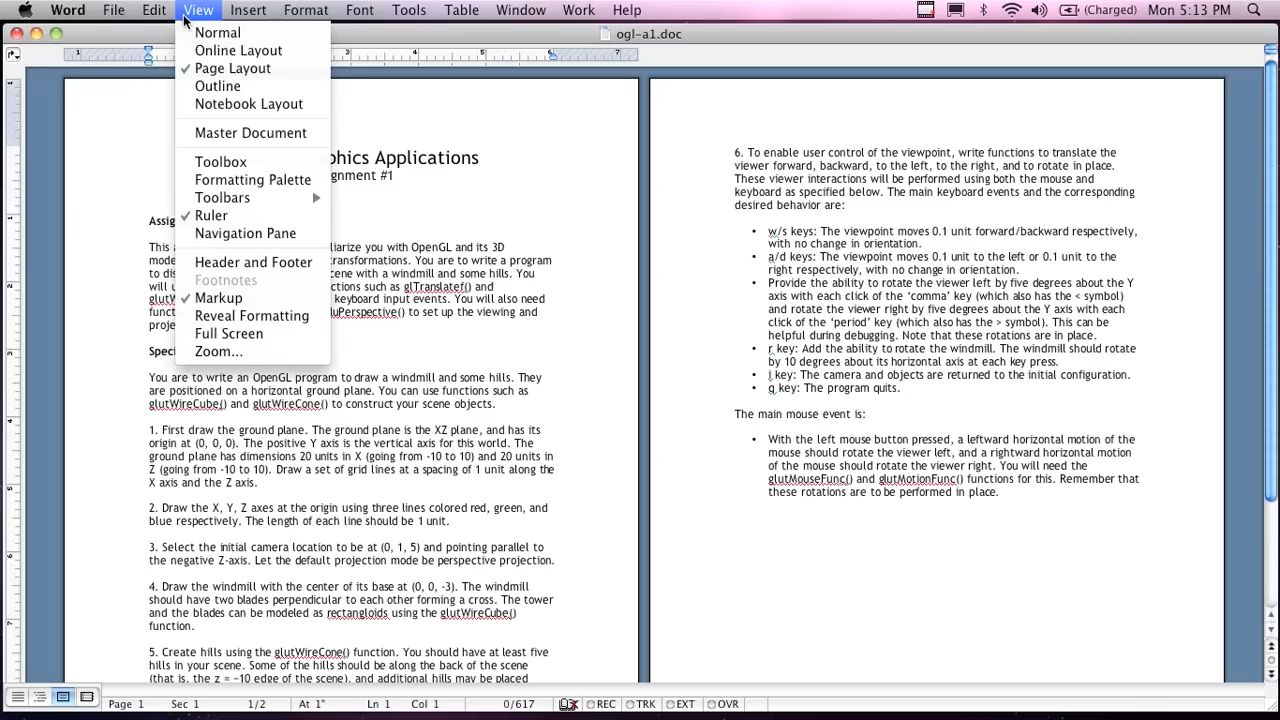 Word File Edit View Insert Format Font Tools Table Window Work Help (Charged) Mon 5:13 PM
ogl-a1.doc
Normal
Online Layout
Page Layout
Outline
Notebook Layout
Master Document
Toolbox
Formatting Palette
Toolbars
Ruler
Navigation Pane
Header and Footer
Footnotes
Markup
Reveal Formatting
Full Screen
Zoom...
phics Applications
gnment #1
Assig
This a liarize you with OpenGL and its 3D
mode transformations. You are to write a program
to dis scene with a windmill and some hills. You
will u ctions such as glTranslatef() and
glutW keyboard input events. You will also need
funct uPerspective() to set up the viewing and
proje
Speci
You are to write an OpenGL program to draw a windmill and some hills. They
are positioned on a horizontal ground plane. You can use functions such as
glutWireCube() and glutWireCone() to construct your scene objects.
1. First draw the ground plane. The ground plane is the XZ plane, and has its
origin at (0, 0, 0). The positive Y axis is the vertical axis for this world. The
ground plane has dimensions 20 units in X (going from -10 to 10) and 20 units in
Z (going from -10 to 10). Draw a set of grid lines at a spacing of 1 unit along the
X axis and the Z axis.
2. Draw the X, Y, Z axes at the origin using three lines colored red, green, and
blue respectively. The length of each line should be 1 unit.
3. Select the initial camera location to be at (0, 1, 5) and pointing parallel to
the negative Z-axis. Let the default projection mode be perspective projection.
4. Draw the windmill with the center of its base at (0, 0, -3). The windmill
should have two blades perpendicular to each other forming a cross. The tower
and the blades can be modeled as rectangloids using the glutWireCube()
function.
5. Create hills using the glutWireCone() function. You should have at least five
hills in your scene. Some of the hills should be along the back of the scene
(that is, the z = -10 edge of the scene), and additional hills may be placed
6. To enable user control of the viewpoint, write functions to translate the
viewer forward, backward, to the left, to the right, and to rotate in place.
These viewer interactions will be performed using both the mouse and
keyboard as specified below. The main keyboard events and the corresponding
desired behavior are:
• w/s keys: The viewpoint moves 0.1 unit forward/backward respectively,
with no change in orientation.
• a/d keys: The viewpoint moves 0.1 unit to the left or 0.1 unit to the
right respectively, with no change in orientation.
• Provide the ability to rotate the viewer left by five degrees about the Y
axis with each click of the ‘comma’ key (which also has the < symbol)
and rotate the viewer right by five degrees about the Y axis with each
click of the ‘period’ key (which also has the > symbol). This can be
helpful during debugging. Note that these rotations are in place.
• r key: Add the ability to rotate the windmill. The windmill should rotate
by 10 degrees about its horizontal axis at each key press.
• i key: The camera and objects are returned to the initial configuration.
• q key: The program quits.
The main mouse event is:
• With the left mouse button pressed, a leftward horizontal motion of the
mouse should rotate the viewer left, and a rightward horizontal motion
of the mouse should rotate the viewer right. You will need the
glutMouseFunc() and glutMotionFunc() functions for this. Remember that
these rotations are to be performed in place.
Page 1 Sec 1 1/2 At 1" Ln 1 Col 1 0/617 REC TRK EXT OVR